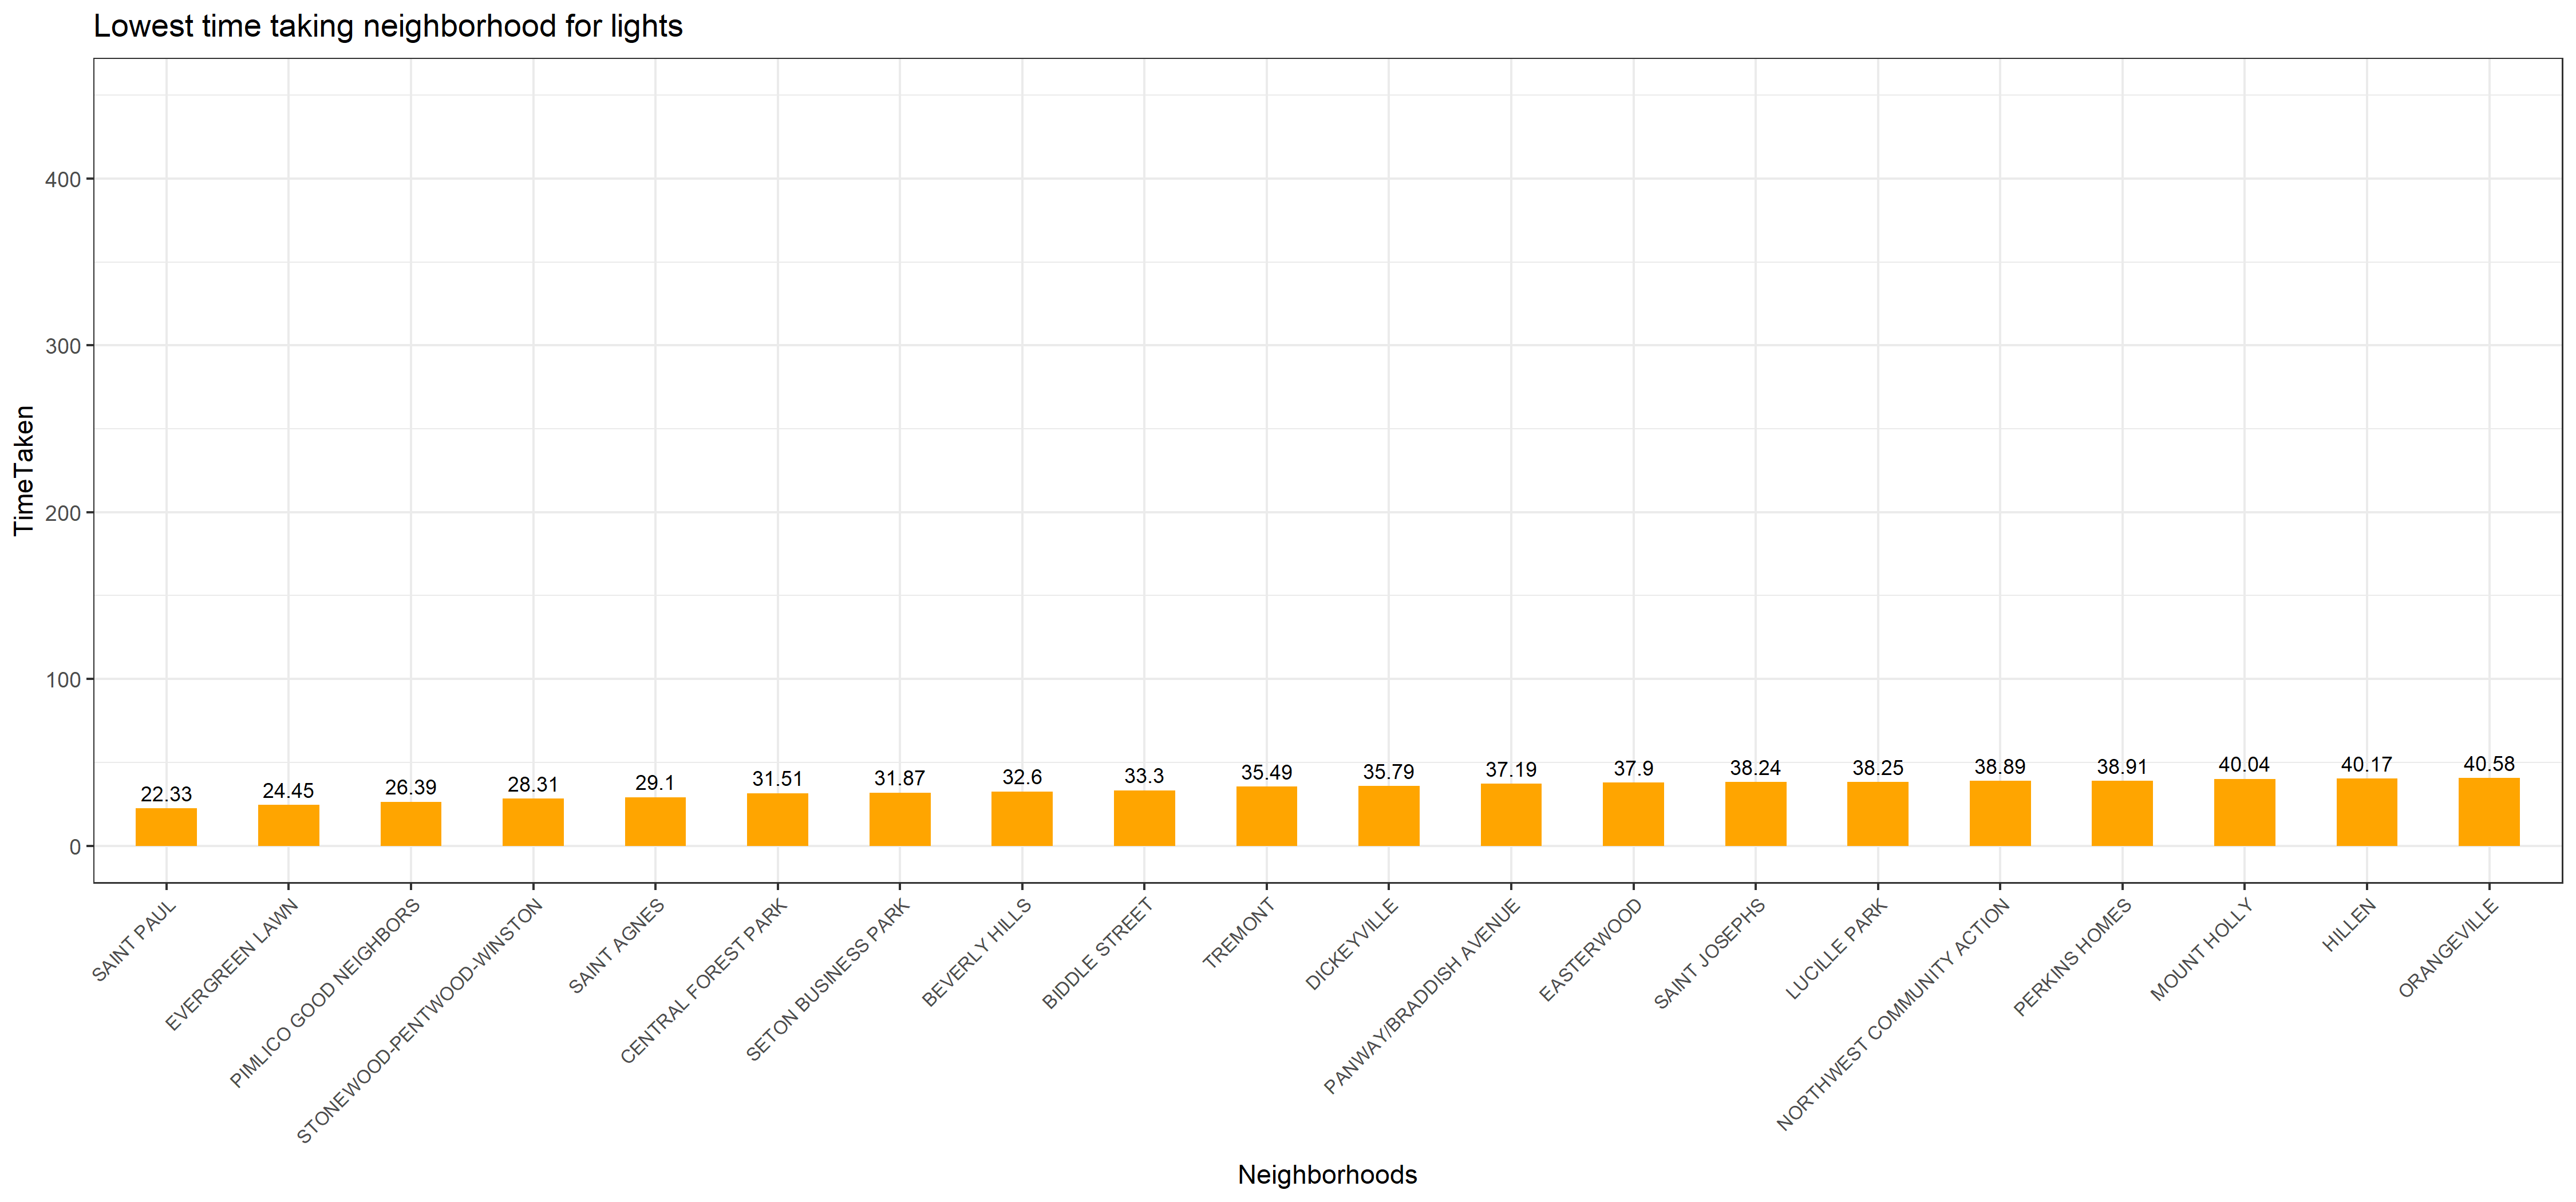 Lowest time taking neighborhood for lights
TimeTaken
400
300
200
100
0
22.33
24.45
26.39
28.31
29.1
31.51
31.87
32.6
33.3
35.49
35.79
37.19
37.9
38.24
38.25
38.89
38.91
40.04
40.17
40.58
SAINT PAUL
EVERGREEN LAWN
PIMLICO GOOD NEIGHBORS
STONEWOOD-PENTWOOD-WINSTON
SAINT AGNES
CENTRAL FOREST PARK
SETON BUSINESS PARK
BEVERLY HILLS
BIDDLE STREET
TREMONT
DICKEYVILLE
PANWAY/BRADDISH AVENUE
EASTERWOOD
SAINT JOSEPHS
LUCILLE PARK
NORTHWEST COMMUNITY ACTION
PERKINS HOMES
MOUNT HOLLY
HILLEN
ORANGEVILLE
Neighborhoods